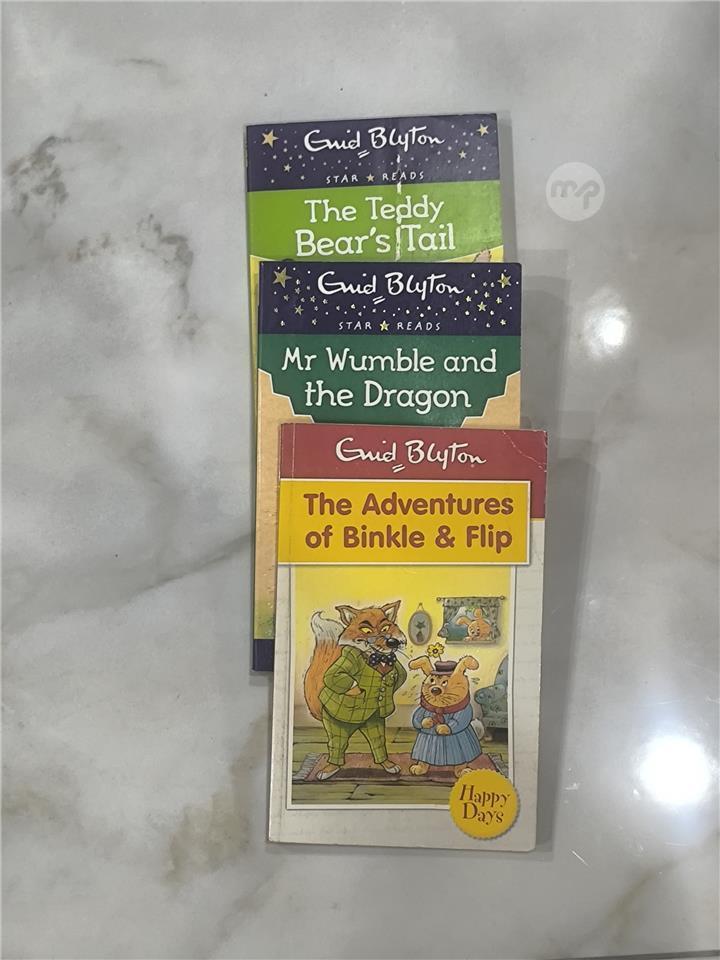 mp
Enid Blyton
STAR ★ READS
The Teddy
Bear's Tail
Enid Blyton
STAR ★ READS
Mr Wumble and
the Dragon
Enid Blyton
The Adventures
of Binkle & Flip
Happy
Days